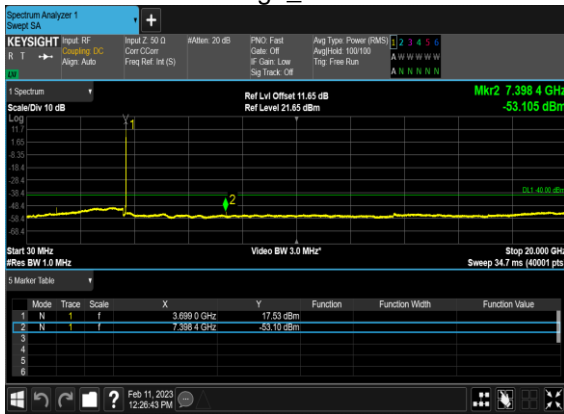 Spectrum Analyzer 1
Swept SA
KEYSIGHT Input: RF Input Z: 50 Ω #Atten: 20 dB PNO: Fast Avg Type: Power (RMS) 1 2 3 4 5 6
R T Coupling: DC Corr CCorr Gate: Off Avg|Hold: 100/100 A W W W W W
Align: Auto Freq Ref: Int (S) IF Gain: Low Trig: Free Run
LW Sig Track: Off A N N N N N
1 Spectrum Ref Lvl Offset 11.65 dB Mkr2 7.398 4 GHz
Scale/Div 10 dB Ref Level 21.65 dBm -53.105 dBm
Log
11.7
1.65
-8.35
-18.4
-28.4
-38.4
-48.4
-58.4
-68.4
1
DL1 -40.00 dBm
2
Start 30 MHz Video BW 3.0 MHz* Stop 20.000 GHz
#Res BW 1.0 MHz Sweep 34.7 ms (40001 pts)
5 Marker Table
Mode Trace Scale X Y Function Function Width Function Value
1 N 1 f 3.699 0 GHz 17.53 dBm
2 N 1 f 7.398 4 GHz -53.10 dBm
3
4
5
6
? Feb 11, 2023
12:26:43 PM